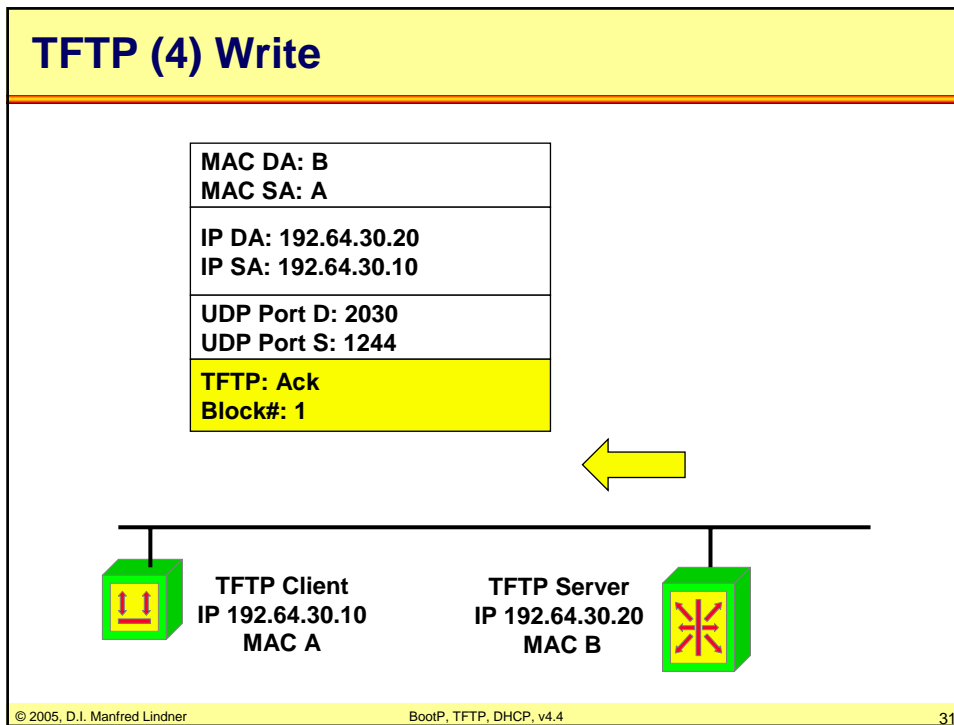 TFTP (4) Write
MAC DA: B
MAC SA: A
IP DA: 192.64.30.20
IP SA: 192.64.30.10
UDP Port D: 2030
UDP Port S: 1244
TFTP: Ack
Block#: 1
TFTP Client
IP 192.64.30.10
MAC A
TFTP Server
IP 192.64.30.20
MAC B
© 2005, D.I. Manfred Lindner
BootP, TFTP, DHCP, v4.4
31